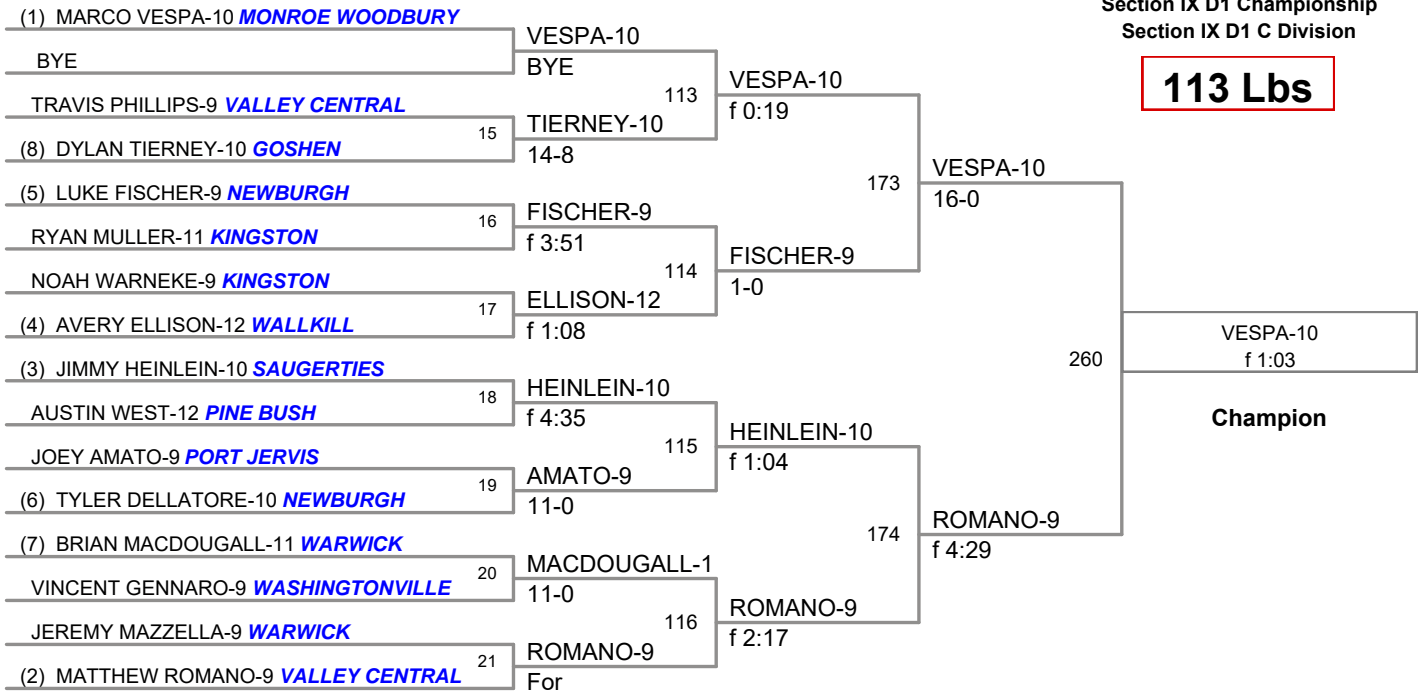 Section IX D1 Championship
Section IX D1 C Division
113 Lbs
(1) MARCO VESPA-10 MONROE WOODBURY
BYE
TRAVIS PHILLIPS-9 VALLEY CENTRAL
(8) DYLAN TIERNEY-10 GOSHEN
(5) LUKE FISCHER-9 NEWBURGH
RYAN MULLER-11 KINGSTON
NOAH WARNEKE-9 KINGSTON
(4) AVERY ELLISON-12 WALLKILL
(3) JIMMY HEINLEIN-10 SAUGERTIES
AUSTIN WEST-12 PINE BUSH
JOEY AMATO-9 PORT JERVIS
(6) TYLER DELLATORE-10 NEWBURGH
(7) BRIAN MACDOUGALL-11 WARWICK
VINCENT GENNARO-9 WASHINGTONVILLE
JEREMY MAZZELLA-9 WARWICK
(2) MATTHEW ROMANO-9 VALLEY CENTRAL
15
16
17
18
19
20
21
VESPA-10
BYE
TIERNEY-10
14-8
FISCHER-9
f 3:51
ELLISON-12
f 1:08
HEINLEIN-10
f 4:35
AMATO-9
11-0
MACDOUGALL-1
11-0
ROMANO-9
For
113
114
115
116
VESPA-10
f 0:19
FISCHER-9
1-0
HEINLEIN-10
f 1:04
ROMANO-9
f 2:17
173
174
VESPA-10
16-0
ROMANO-9
f 4:29
260
VESPA-10
f 1:03
Champion